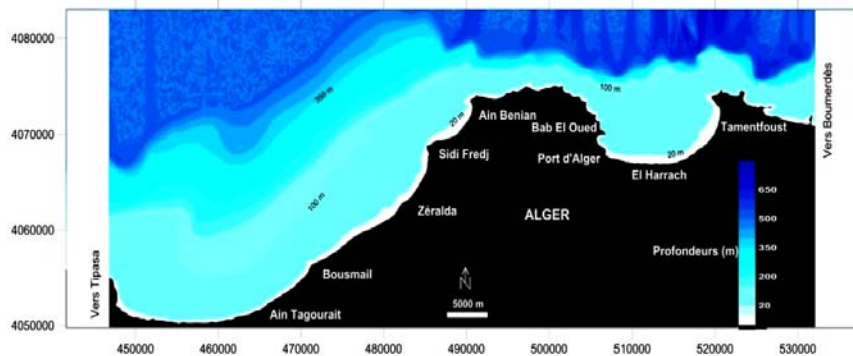 4080000
4070000
4060000
4050000
300 m
100 m
20 m
100 m
20 m
Ain Benian
Bab El Oued
Tamentfoust
Sidi Fredj
Port d'Alger
El Harrach
Zéralda
ALGER
Profondeurs (m)
Bousmail
Ain Tagourait
N
5000 m
650
500
350
200
20
Vers Tipasa
Vers Boumerdès
450000 460000 470000 480000 490000 500000 510000 520000 530000